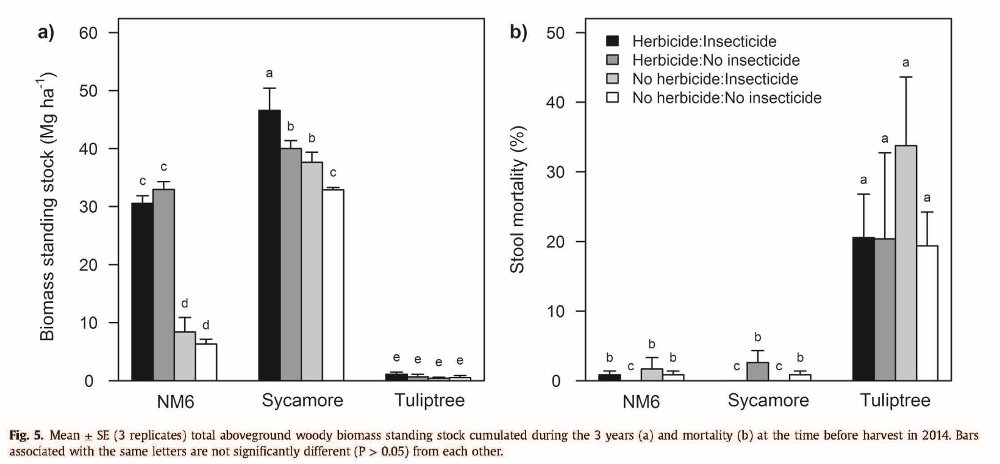 a)
Biomass standing stock (Mg ha⁻¹)
60
50
40
30
20
10
0
c
c
d
d
a
b
b
c
e
e
e
e
NM6
Sycamore
Tuliptree
b)
Stool mortality (%)
50
40
30
20
10
0
Herbicide:Insecticide
Herbicide:No insecticide
No herbicide:Insecticide
No herbicide:No insecticide
b
c
b
b
c
b
c
b
a
a
a
a
NM6
Sycamore
Tuliptree
Fig. 5. Mean ± SE (3 replicates) total aboveground woody biomass standing stock cumulated during the 3 years (a) and mortality (b) at the time before harvest in 2014. Bars
associated with the same letters are not significantly different (P > 0.05) from each other.